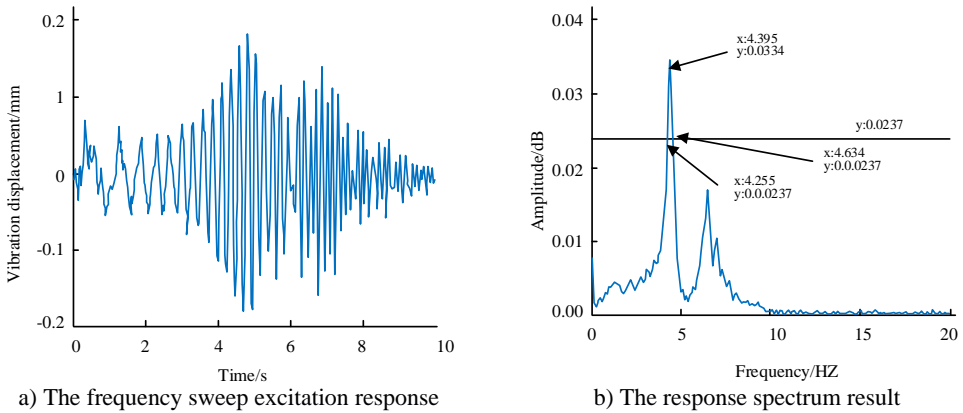 0.2
1
0
-0.1
-0.2
Vibration displacement/mm
0 2 4 6 8 10
Time/s
a) The frequency sweep excitation response
0.04
0.03
0.02
0.01
0.00
Amplitude/dB
x:4.395
y:0.0334
y:0.0237
x:4.634
y:0.0.0237
x:4.255
y:0.0.0237
0 5 10 15 20
Frequency/HZ
b) The response spectrum result